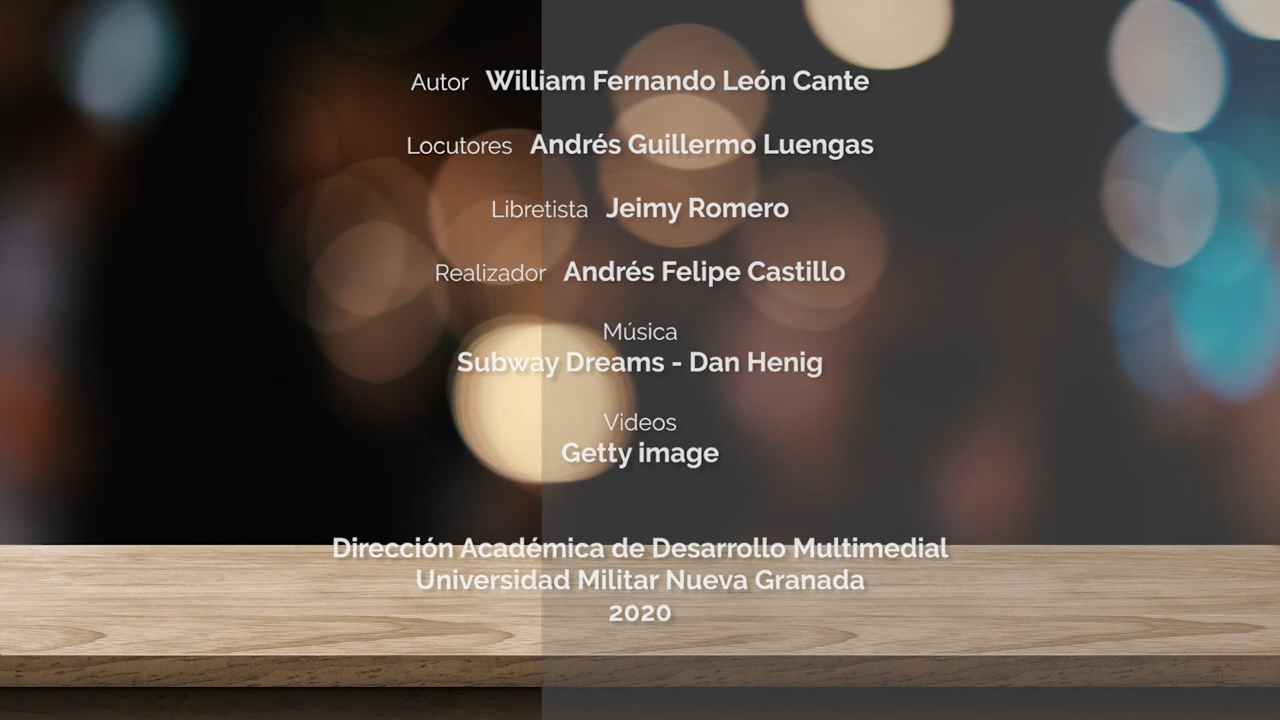 Autor William Fernando León Cante
Locutores Andrés Guillermo Luengas
Libretista Jeimy Romero
Realizador Andrés Felipe Castillo
Música
Subway Dreams - Dan Henig
Videos
Getty image
Dirección Académica de Desarrollo Multimedial
Universidad Militar Nueva Granada
2020